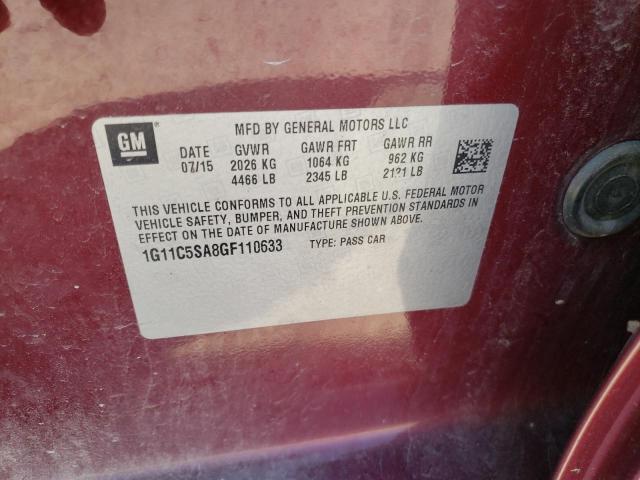 GM
MFD BY GENERAL MOTORS LLC
DATE GVWR GAWR FRT GAWR RR
07/15 2026 KG 1064 KG 962 KG
4466 LB 2345 LB 2121 LB
THIS VEHICLE CONFORMS TO ALL APPLICABLE U.S. FEDERAL MOTOR
VEHICLE SAFETY, BUMPER, AND THEFT PREVENTION STANDARDS IN
EFFECT ON THE DATE OF MANUFACTURE SHOWN ABOVE.
1G11C5SA8GF110633 TYPE: PASS CAR